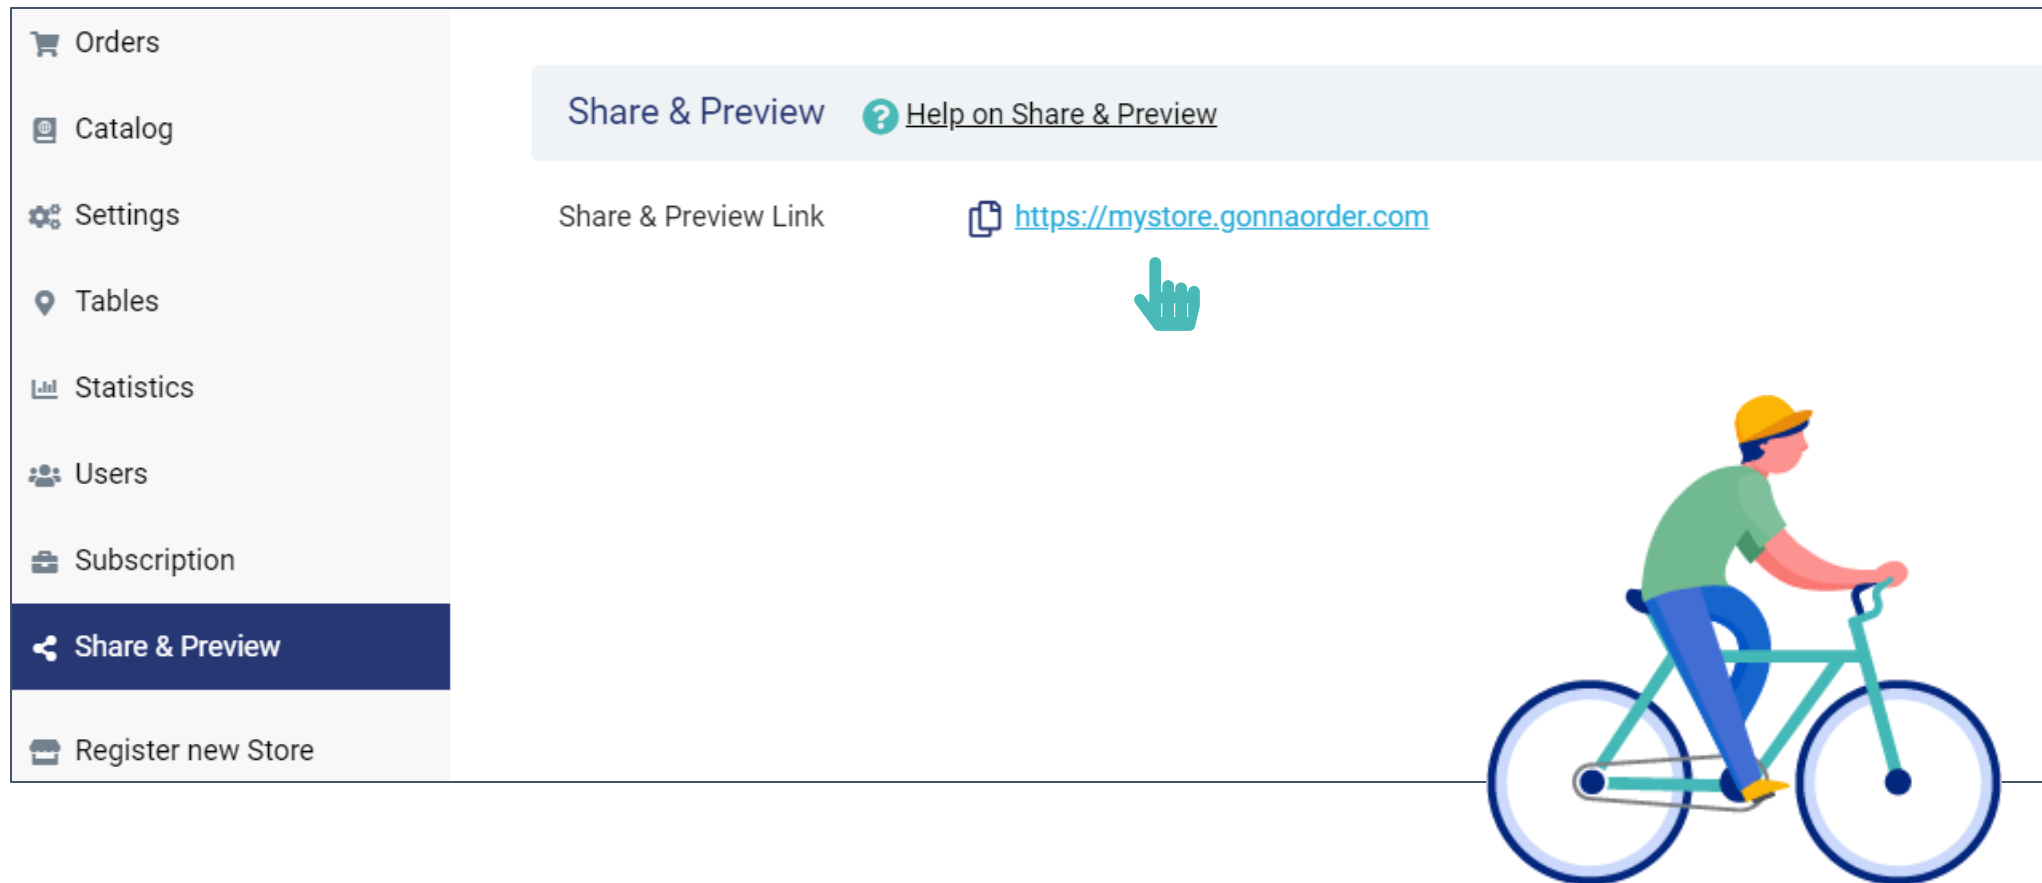 Orders
Catalog
Settings
Tables
Statistics
Users
Subscription
Share & Preview
Register new Store
Share & Preview
? Help on Share & Preview
Share & Preview Link
https://mystore.gonnaorder.com